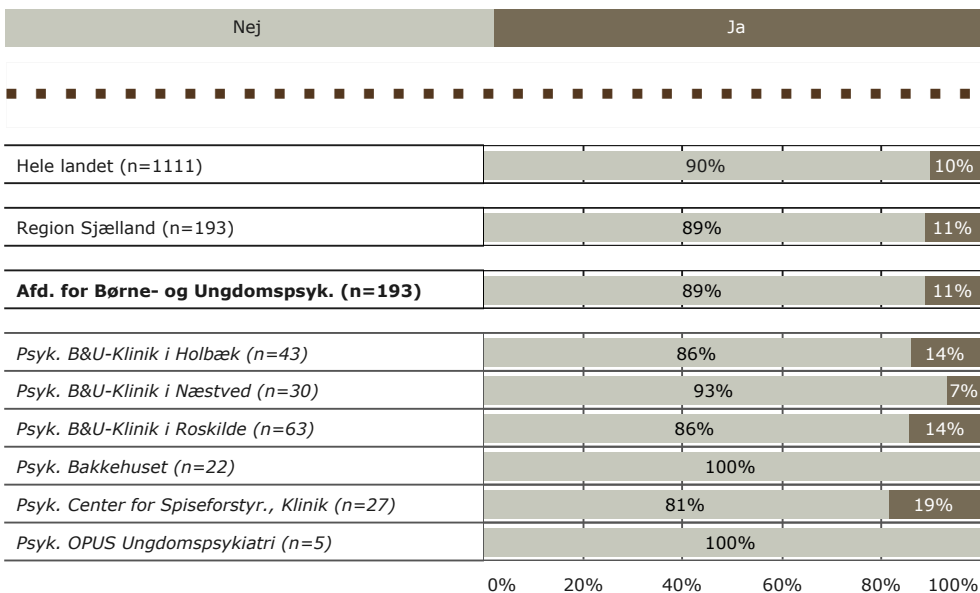 Nej Ja
Hele landet (n=1111) 90% 10%
Region Sjælland (n=193) 89% 11%
Afd. for Børne- og Ungdomspsyk. (n=193) 89% 11%
Psyk. B&U-Klinik i Holbæk (n=43) 86% 14%
Psyk. B&U-Klinik i Næstved (n=30) 93% 7%
Psyk. B&U-Klinik i Roskilde (n=63) 86% 14%
Psyk. Bakkehuset (n=22) 100%
Psyk. Center for Spiseforstyr., Klinik (n=27) 81% 19%
Psyk. OPUS Ungdomspsykiatri (n=5) 100%
0% 20% 40% 60% 80% 100%